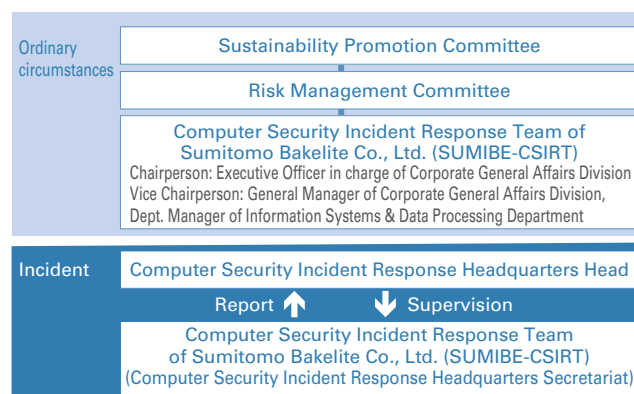 Ordinary
circumstances
Sustainability Promotion Committee
Risk Management Committee
Computer Security Incident Response Team of
Sumitomo Bakelite Co., Ltd. (SUMIBE-CSIRT)
Chairperson: Executive Officer in charge of Corporate General Affairs Division
Vice Chairperson: General Manager of Corporate General Affairs Division,
Dept. Manager of Information Systems & Data Processing Department
Incident
Computer Security Incident Response Headquarters Head
Report Supervision
Computer Security Incident Response Team
of Sumitomo Bakelite Co., Ltd. (SUMIBE-CSIRT)
(Computer Security Incident Response Headquarters Secretariat)